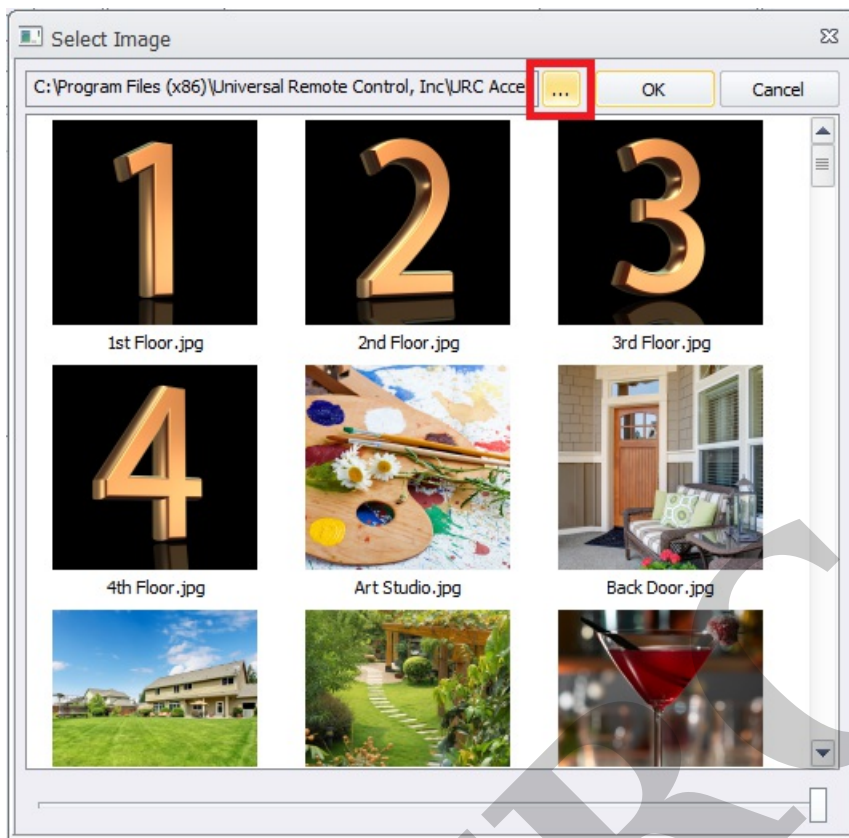 Select Image
C:\Program Files (x86)\Universal Remote Control, Inc\URC Acce ... OK Cancel
1st Floor.jpg 2nd Floor.jpg 3rd Floor.jpg
4th Floor.jpg Art Studio.jpg Back Door.jpg